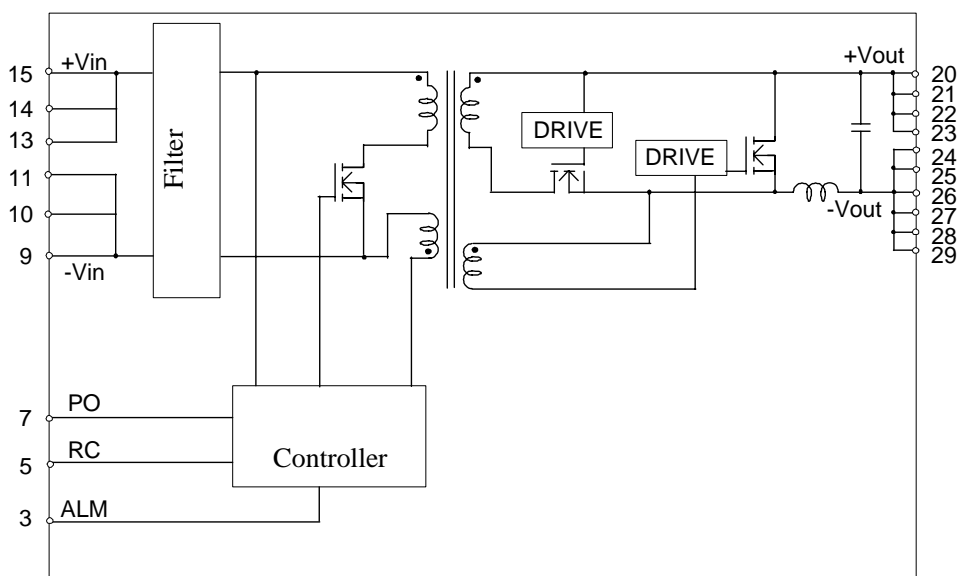 15 +Vin
14
13
11
10
9 -Vin
Filter
DRIVE
DRIVE
+Vout
20
21
22
23
24
25
26
-Vout
27
28
29
7 PO
5 RC
3 ALM
Controller